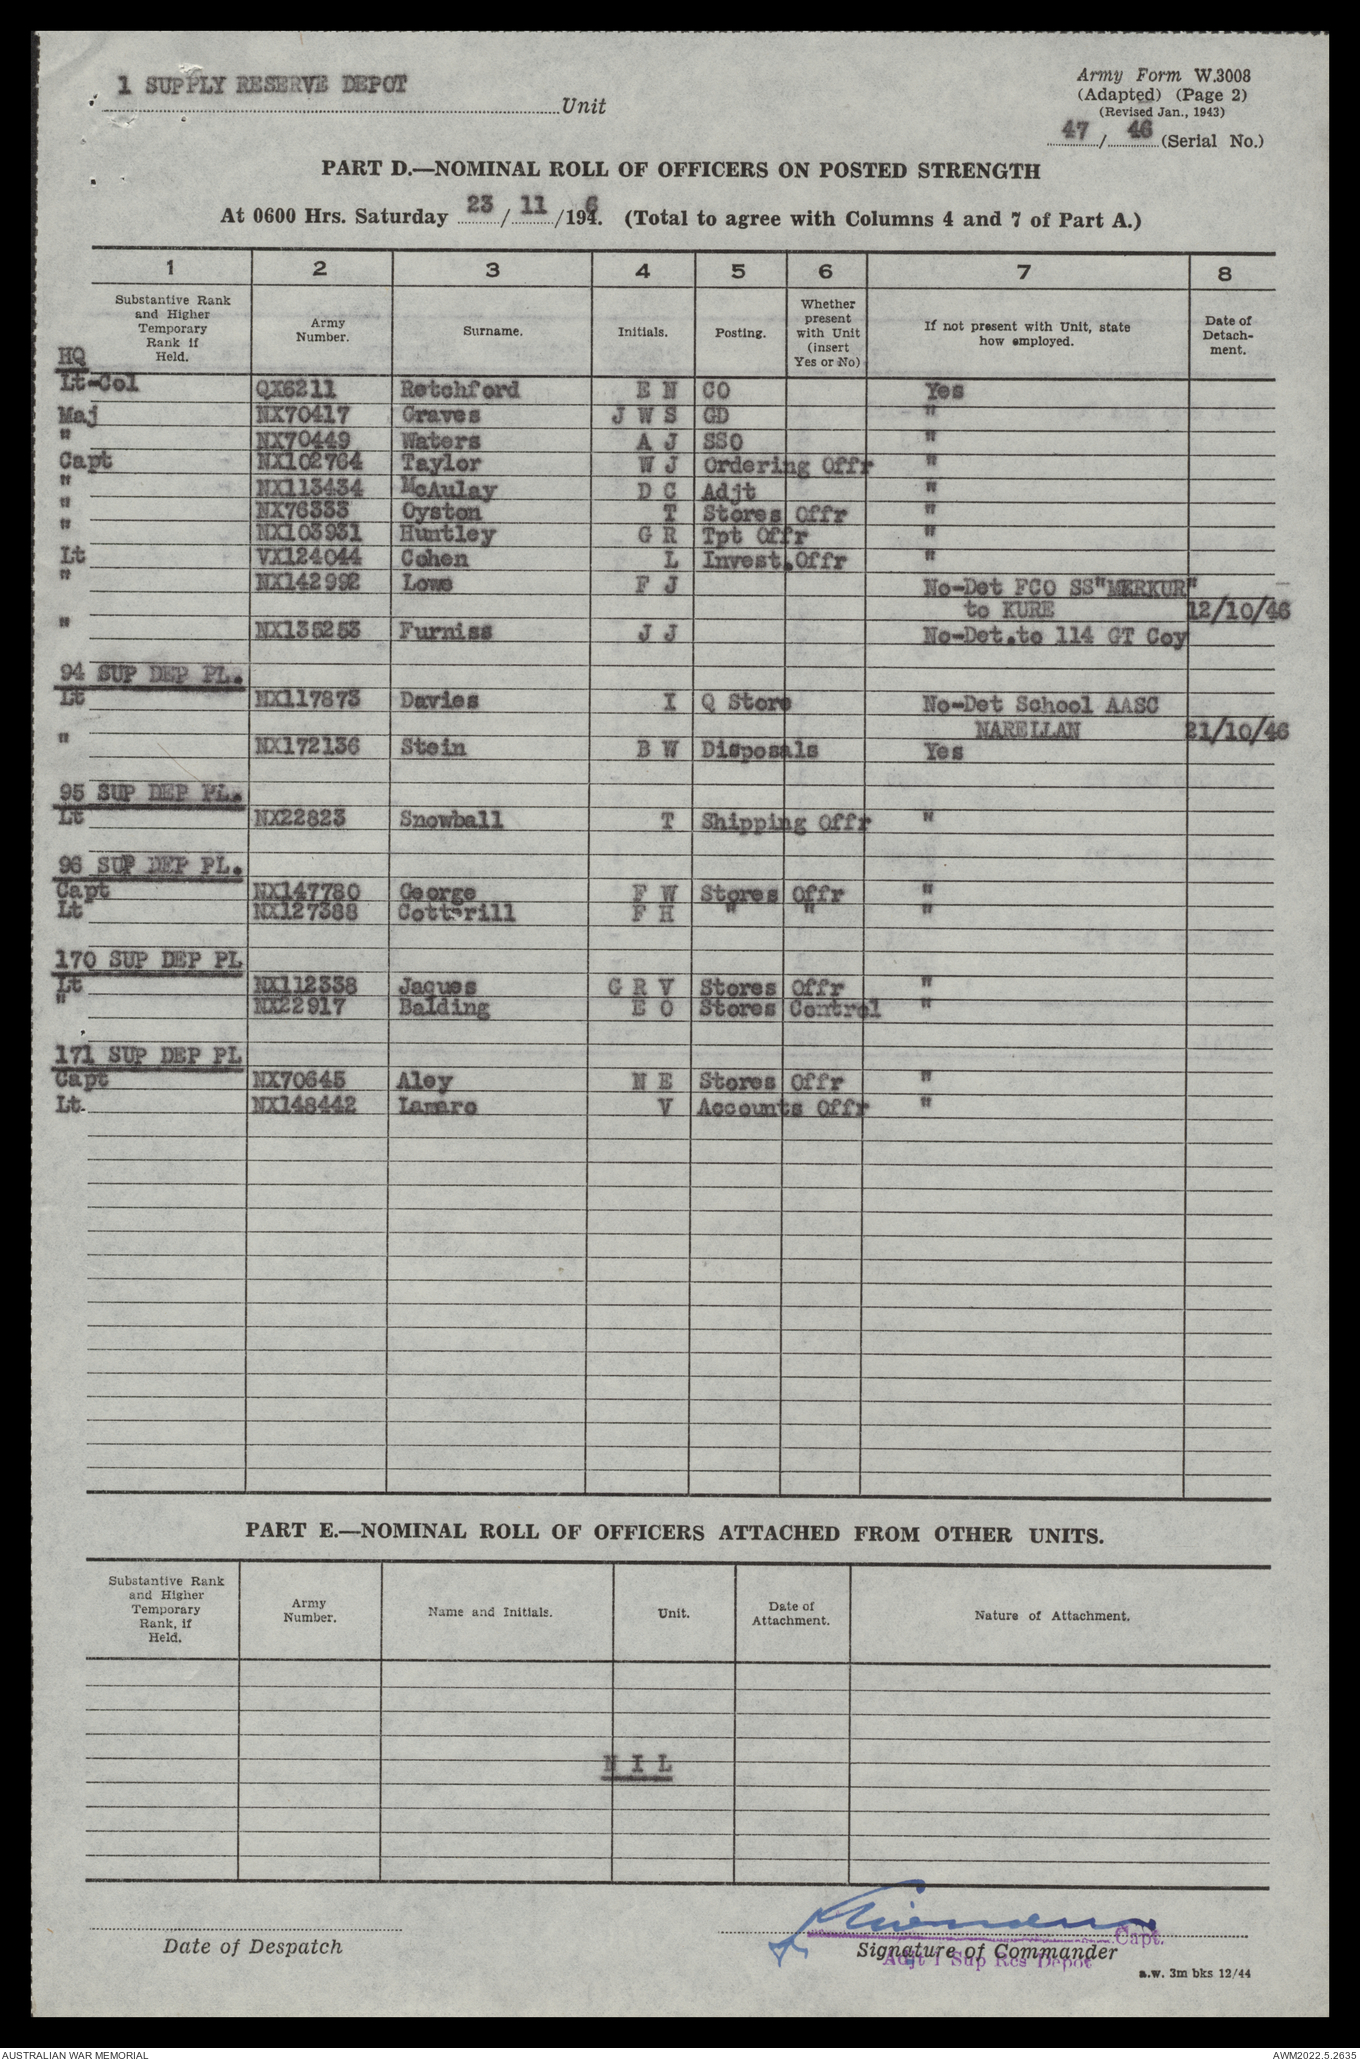 1 SUPPLY RESERVE DEPOT Unit
Army Form W.3008
(Adapted) (Page 2)
(Revised Jan., 1943)
47 / 46 (Serial No.)
PART D.—NOMINAL ROLL OF OFFICERS ON POSTED STRENGTH
At 0600 Hrs. Saturday 23 / 11 /1946. (Total to agree with Columns 4 and 7 of Part A.)
1 2 3 4 5 6 7 8
Substantive Rank and Higher Temporary Rank if Held. Army Number. Surname. Initials. Posting. Whether present with Unit (insert Yes or No) If not present with Unit, state how employed. Date of Detach-ment.
HQ
Lt-Col QX6211 Retchford E N CO Yes
Maj NX70417 Graves J W S GD "
" NX70449 Waters A J SSO "
Capt NX102764 Taylor W J Ordering Offr "
" NX113434 McAulay D C Adjt "
" NX76333 Oyston T Stores Offr "
" NX103931 Huntley G R Tpt Offr "
Lt VX124044 Cohen L Invest.Offr "
" NX142992 Lowe F J No-Det FCO SS"MERKUR"
to KURE 12/10/46
" NX135253 Furniss J J No-Det.to 114 GT Coy
94 SUP DEP PL.
Lt NX117873 Davies I Q Store No-Det School AASC
NARELLAN 21/10/46
" NX172136 Stein B W Disposals Yes
95 SUP DEP PL.
Lt NX22823 Snowball T Shipping Offr "
96 SUP DEP PL.
Capt NX147780 George F W Stores Offr "
Lt NX127388 Cotterill F H " " "
170 SUP DEP PL
Lt NX112338 Jaques G R V Stores Offr "
" NX22917 Balding E O Stores Control "
171 SUP DEP PL
Capt NX70645 Aley N E Stores Offr "
Lt. NX148442 Lamaro V Accounts Offr "
PART E.—NOMINAL ROLL OF OFFICERS ATTACHED FROM OTHER UNITS.
Substantive Rank and Higher Temporary Rank, if Held. Army Number. Name and Initials. Unit. Date of Attachment. Nature of Attachment.
N I L
Capt.
Date of Despatch Signature of Commander
Adjt 1 Sup Res Depot
a.w. 3m bks 12/44
AUSTRALIAN WAR MEMORIAL AWM2022.5.2635